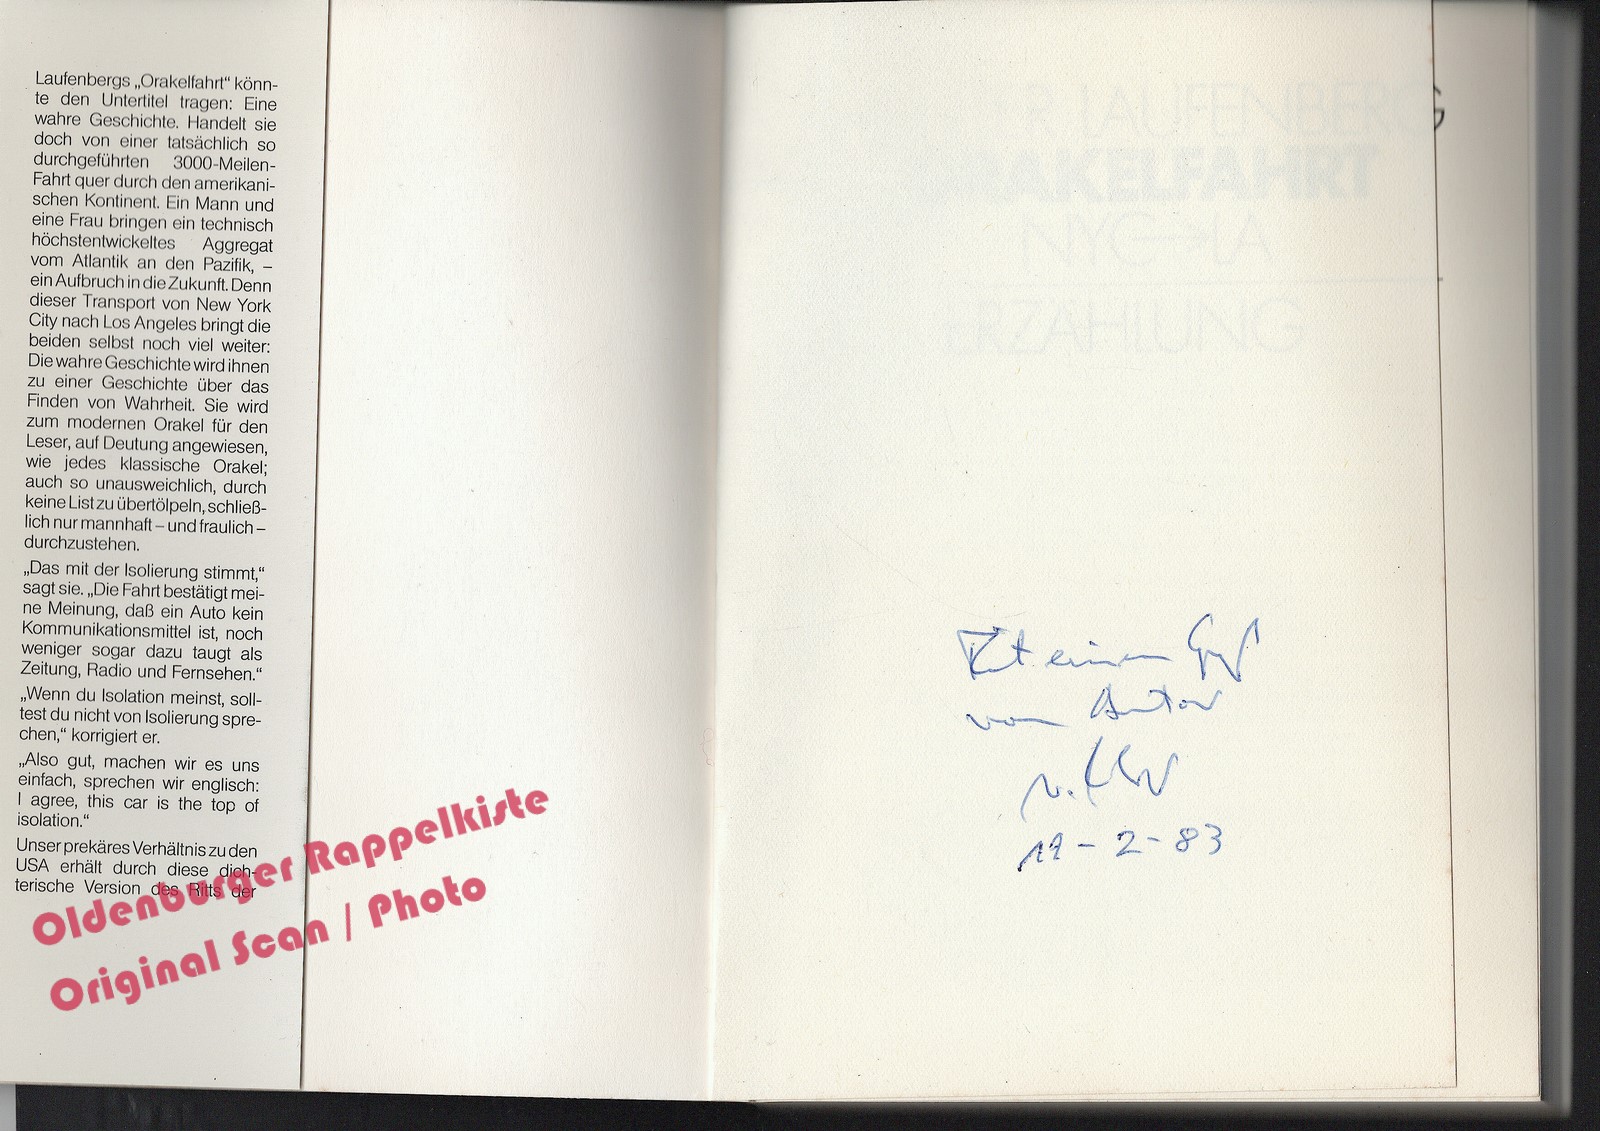 Laufenbergs „Orakelfahrt“ könn-
te den Untertitel tragen: Eine
wahre Geschichte. Handelt sie
doch von einer tatsächlich so
durchgeführten 3000-Meilen-
Fahrt quer durch den amerikani-
schen Kontinent. Ein Mann und
eine Frau bringen ein technisch
höchstentwickeltes Aggregat
vom Atlantik an den Pazifik, –
ein Aufbruch in die Zukunft. Denn
dieser Transport von New York
City nach Los Angeles bringt die
beiden selbst noch viel weiter:
Die wahre Geschichte wird ihnen
zu einer Geschichte über das
Finden von Wahrheit. Sie wird
zum modernen Orakel für den
Leser, auf Deutung angewiesen,
wie jedes klassische Orakel;
auch so unausweichlich, durch
keine List zu übertölpeln, schließ-
lich nur mannhaft – und fraulich –
durchzustehen.
„Das mit der Isolierung stimmt,“
sagt sie. „Die Fahrt bestätigt mei-
ne Meinung, daß ein Auto kein
Kommunikationsmittel ist, noch
weniger sogar dazu taugt als
Zeitung, Radio und Fernsehen.“
„Wenn du Isolation meinst, soll-
test du nicht von Isolierung spre-
chen,“ korrigiert er.
„Also gut, machen wir es uns
einfach, sprechen wir englisch:
I agree, this car is the top of
isolation.“
Unser prekäres Verhältnis zu den
USA erhält durch diese dich-
terische Version des Ritts der
Oldenburger Rappelkiste
Original Scan / Photo
R. LAUFENBERG
RAKELFAHRT
NYC→LA
RZÄHLUNG
einem Gruß
vom Autor
2-83